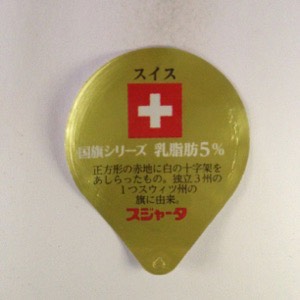 スイス
国旗シリーズ 乳脂肪5%
正方形の赤地に白の十字架を
あしらったもの。独立3州の
1つスウィツ州の
旗に由来。
スジャータ